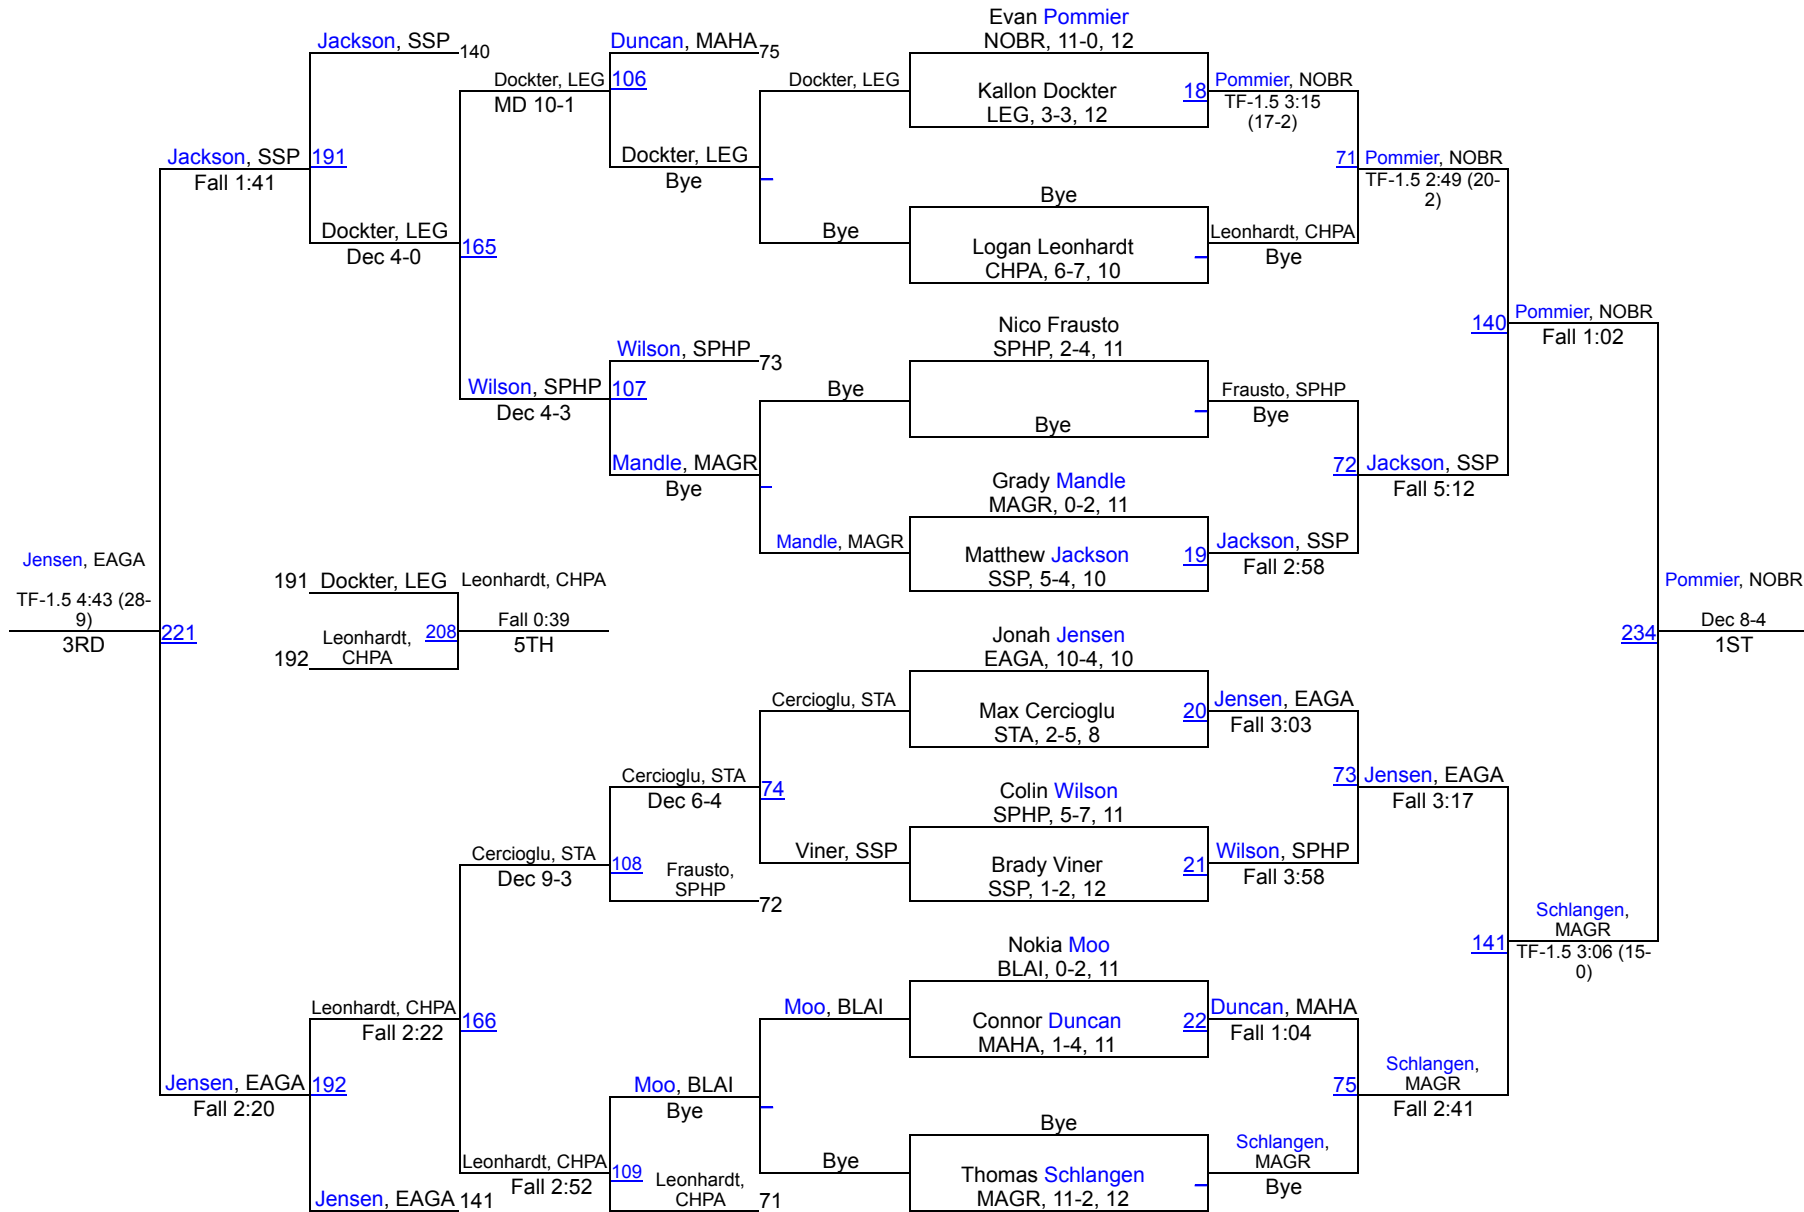 Jackson, SSP 140
Jackson, SSP
Fall 1:41
191
Dockter, LEG
Dec 4-0
Dockter, LEG
MD 10-1
165
Wilson, SPHP
Dec 4-3
Duncan, MAHA 75
106
Dockter, LEG
Bye
Wilson, SPHP
73
107
Mandle, MAGR
Bye
Dockter, LEG
Bye
Bye
Mandle, MAGR
Evan Pommier
NOBR, 11-0, 12
Kallon Dockter
LEG, 3-3, 12
18
Bye
Logan Leonhardt
CHPA, 6-7, 10
Nico Frausto
SPHP, 2-4, 11
Bye
Grady Mandle
MAGR, 0-2, 11
Matthew Jackson
SSP, 5-4, 10
19
Pommier, NOBR
TF-1.5 3:15
(17-2)
71
Leonhardt, CHPA
Bye
Frausto, SPHP
Bye
72
Jackson, SSP
Fall 2:58
Pommier, NOBR
TF-1.5 2:49 (20-
2)
140
Jackson, SSP
Fall 5:12
Pommier, NOBR
Fall 1:02
Jensen, EAGA
TF-1.5 4:43 (28-
9)
3RD
221
191 Dockter, LEG
Leonhardt,
CHPA
192
208
Leonhardt, CHPA
Fall 0:39
5TH
234
Pommier, NOBR
Dec 8-4
1ST
Jonah Jensen
EAGA, 10-4, 10
Max Cercioglu
STA, 2-5, 8
20
Colin Wilson
SPHP, 5-7, 11
Brady Viner
SSP, 1-2, 12
21
Nokia Moo
BLAI, 0-2, 11
Connor Duncan
MAHA, 1-4, 11
22
Bye
Thomas Schlangen
MAGR, 11-2, 12
Jensen, EAGA
Fall 3:03
73
Wilson, SPHP
Fall 3:58
Duncan, MAHA
Fall 1:04
75
Schlangen,
MAGR
Bye
Jensen, EAGA
Fall 3:17
141
Schlangen,
MAGR
Fall 2:41
Schlangen,
MAGR
TF-1.5 3:06 (15-
0)
Cercioglu, STA
74
Viner, SSP
Moo, BLAI
Bye
Cercioglu, STA
Dec 6-4
108
Frausto,
SPHP
72
Moo, BLAI
Bye
109
Leonhardt,
CHPA
71
Cercioglu, STA
Dec 9-3
166
Leonhardt, CHPA
Fall 2:52
Leonhardt, CHPA
Fall 2:22
192
Jensen, EAGA 141
Jensen, EAGA
Fall 2:20